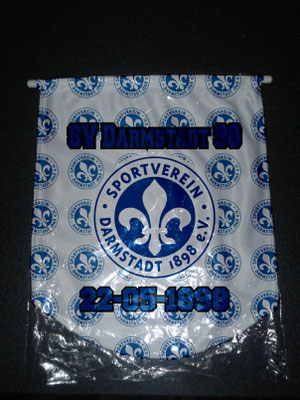 SV Darmstadt 98
SPORTVEREIN
DARMSTADT 1898 e.V.
22-05-1898